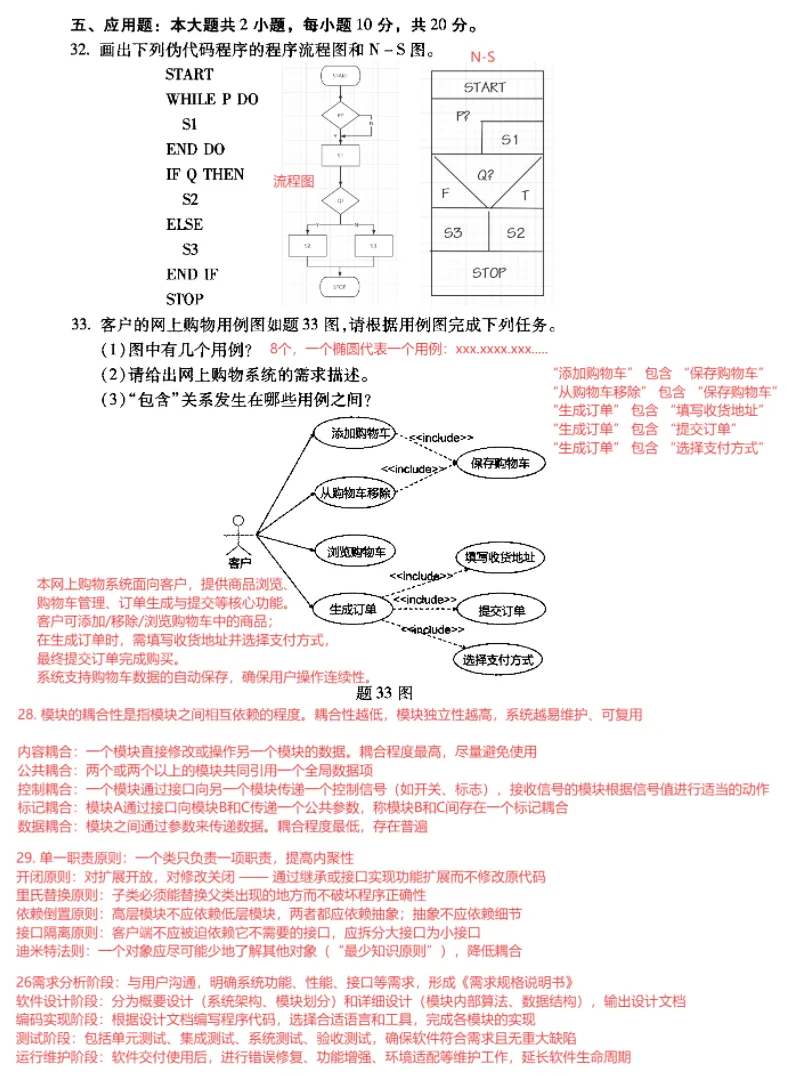 五、应用题：本大题共2小题，每小题10分，共20分。
32. 画出下列伪代码程序的程序流程图和N-S图。
START
WHILE P DO
S1
END DO
IF Q THEN
S2
ELSE
S3
END IF
STOP
流程图
START
P?
N
Y
S1
Q?
Y
N
S2
S3
STOP
N-S
START
P?
S1
Q?
F
T
S3
S2
STOP
33. 客户的网上购物用例图如题33图,请根据用例图完成下列任务。
(1)图中有几个用例？ 8个，一个椭圆代表一个用例：xxx.xxxx.xxx.....
(2)请给出网上购物系统的需求描述。
(3)“包含”关系发生在哪些用例之间？
“添加购物车” 包含 “保存购物车”
“从购物车移除” 包含 “保存购物车”
“生成订单” 包含 “填写收货地址”
“生成订单” 包含 “提交订单”
“生成订单” 包含 “选择支付方式”
添加购物车
<<include>>
保存购物车
<<include>>
从购物车移除
客户
浏览购物车
填写收货地址
<<include>>
生成订单
<<include>>
提交订单
<<include>>
选择支付方式
本网上购物系统面向客户，提供商品浏览、
购物车管理、订单生成与提交等核心功能。
客户可添加/移除/浏览购物车中的商品；
在生成订单时，需填写收货地址并选择支付方式，
最终提交订单完成购买。
系统支持购物车数据的自动保存，确保用户操作连续性。
题33图
28. 模块的耦合性是指模块之间相互依赖的程度。耦合性越低，模块独立性越高，系统越易维护、可复用
内容耦合：一个模块直接修改或操作另一个模块的数据。耦合程度最高，尽量避免使用
公共耦合：两个或两个以上的模块共同引用一个全局数据项
控制耦合：一个模块通过接口向另一个模块传递一个控制信号（如开关、标志），接收信号的模块根据信号值进行适当的动作
标记耦合：模块A通过接口向模块B和C传递一个公共参数，称模块B和C间存在一个标记耦合
数据耦合：模块之间通过参数来传递数据。耦合程度最低，存在普遍
29. 单一职责原则：一个类只负责一项职责，提高内聚性
开闭原则：对扩展开放，对修改关闭 —— 通过继承或接口实现功能扩展而不修改原代码
里氏替换原则：子类必须能替换父类出现的地方而不破坏程序正确性
依赖倒置原则：高层模块不应依赖低层模块，两者都应依赖抽象；抽象不应依赖细节
接口隔离原则：客户端不应被迫依赖它不需要的接口，应拆分大接口为小接口
迪米特法则：一个对象应尽可能少地了解其他对象（“最少知识原则”），降低耦合
26需求分析阶段：与用户沟通，明确系统功能、性能、接口等需求，形成《需求规格说明书》
软件设计阶段：分为概要设计（系统架构、模块划分）和详细设计（模块内部算法、数据结构），输出设计文档
编码实现阶段：根据设计文档编写程序代码，选择合适语言和工具，完成各模块的实现
测试阶段：包括单元测试、集成测试、系统测试、验收测试，确保软件符合需求且无重大缺陷
运行维护阶段：软件交付使用后，进行错误修复、功能增强、环境适配等维护工作，延长软件生命周期